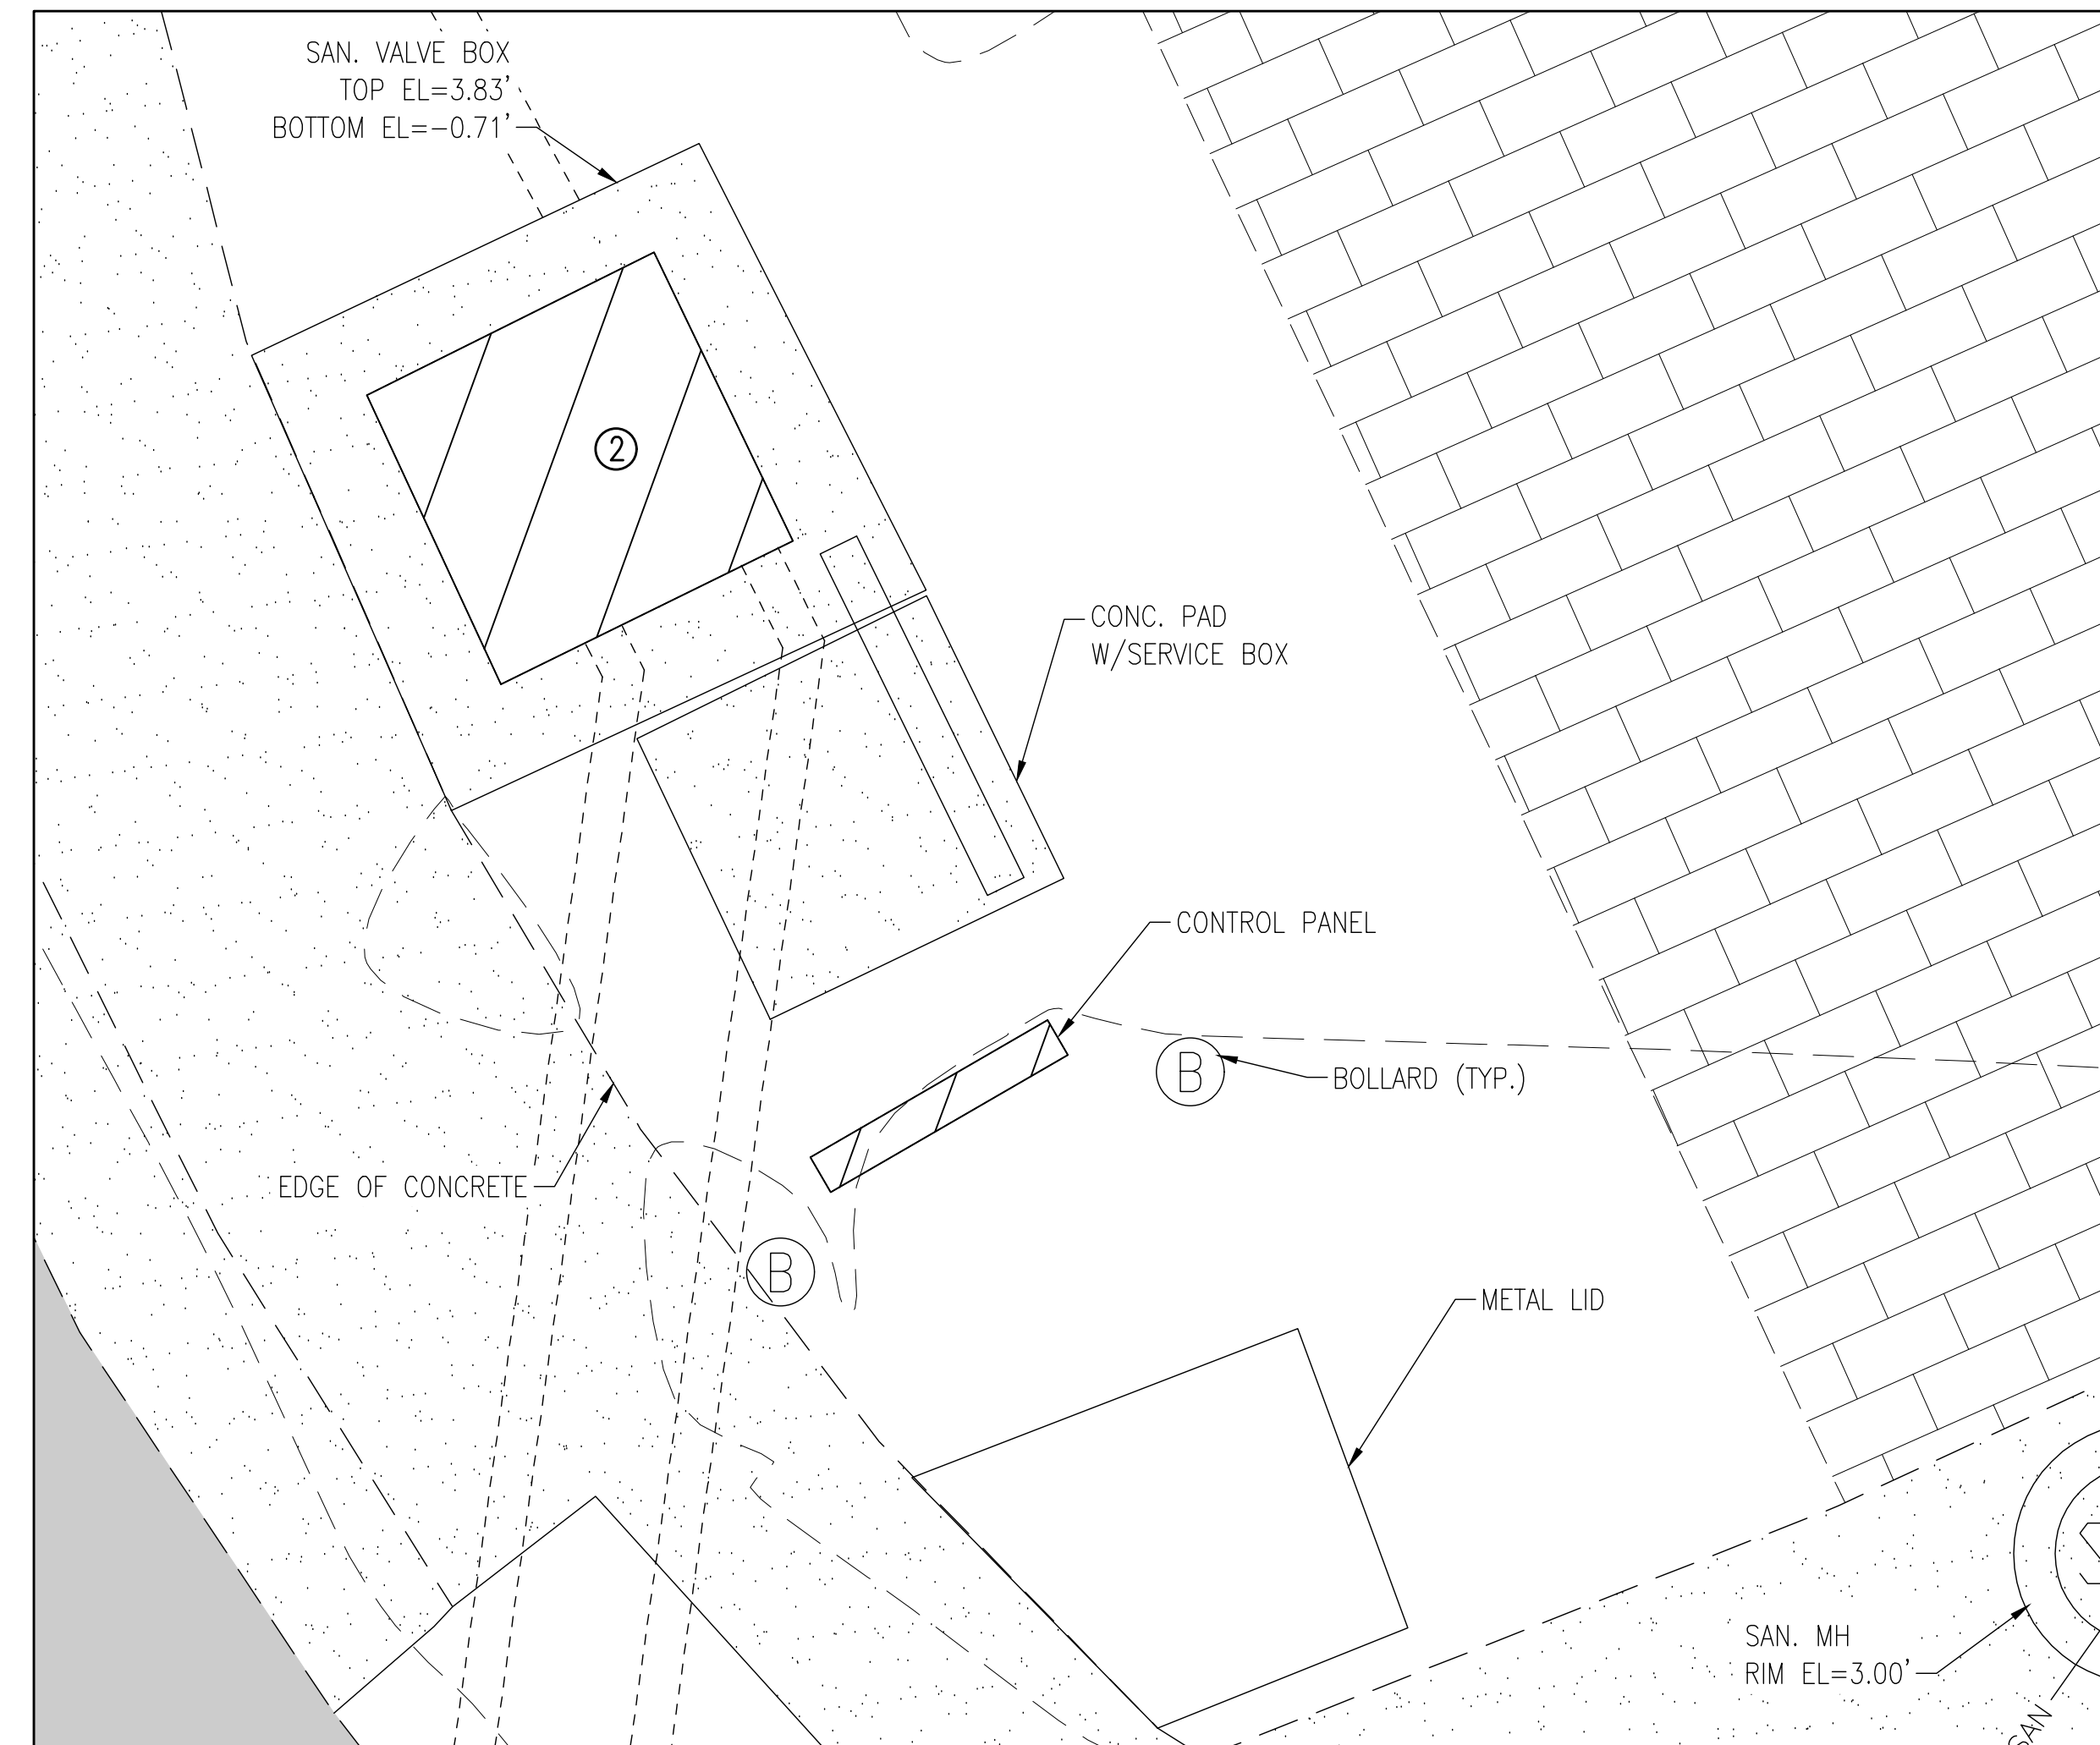 SAN. VALVE BOX
TOP EL=3.83'
BOTTOM EL=-0.71'
2
CONC. PAD
W/SERVICE BOX
CONTROL PANEL
B
BOLLARD (TYP.)
EDGE OF CONCRETE
B
METAL LID
SAN. MH
RIM EL=3.00'
SAN